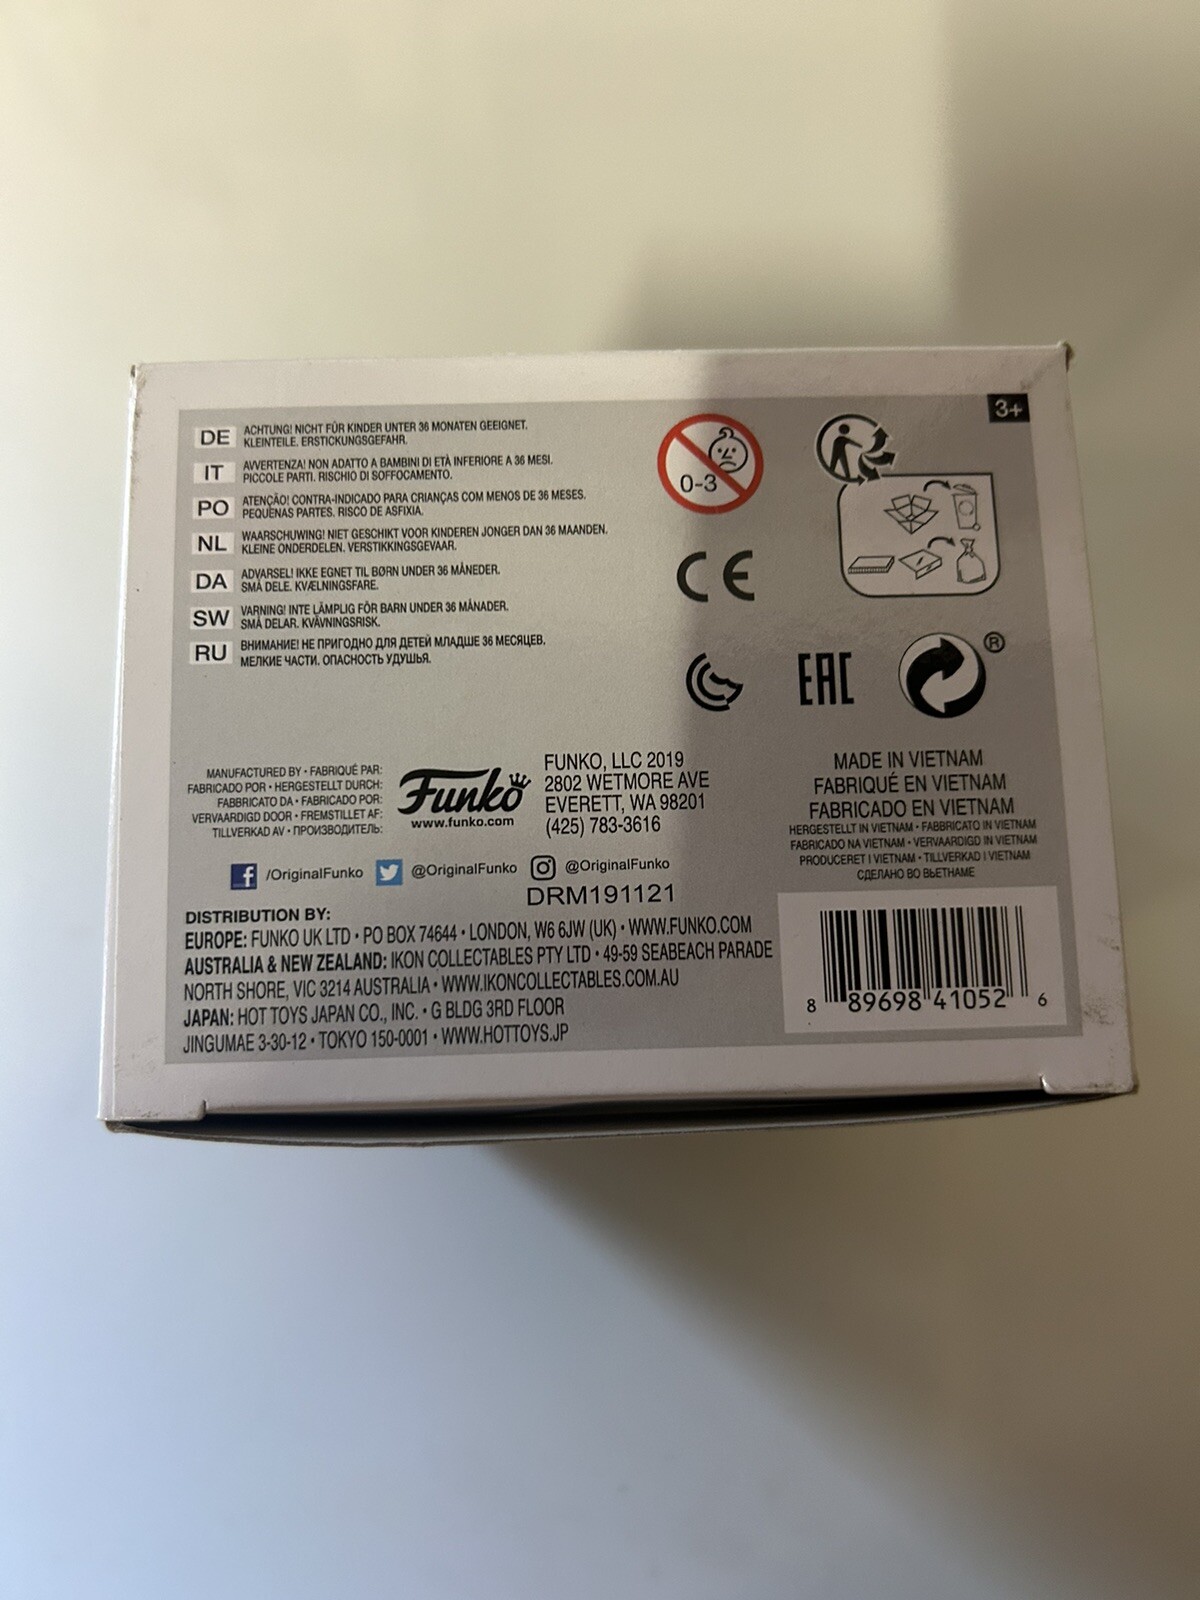 3+
DE
ACHTUNG! NICHT FÜR KINDER UNTER 36 MONATEN GEEIGNET.
KLEINTEILE. ERSTICKUNGSGEFAHR.
IT
AVVERTENZA! NON ADATTO A BAMBINI DI ETÀ INFERIORE A 36 MESI.
PICCOLE PARTI. RISCHIO DI SOFFOCAMENTO.
PO
ATENÇÃO! CONTRA-INDICADO PARA CRIANÇAS COM MENOS DE 36 MESES.
PEQUENAS PARTES. RISCO DE ASFIXIA.
NL
WAARSCHUWING! NIET GESCHIKT VOOR KINDEREN JONGER DAN 36 MAANDEN.
KLEINE ONDERDELEN. VERSTIKKINGSGEVAAR.
DA
ADVARSEL! IKKE EGNET TIL BØRN UNDER 36 MÅNEDER.
SMÅ DELE. KVÆLNINGSFARE.
SW
VARNING! INTE LÄMPLIG FÖR BARN UNDER 36 MÅNADER.
SMÅ DELAR. KVÄVNINGSRISK.
RU
ВНИМАНИЕ! НЕ ПРИГОДНО ДЛЯ ДЕТЕЙ МЛАДШЕ 36 МЕСЯЦЕВ.
МЕЛКИЕ ЧАСТИ. ОПАСНОСТЬ УДУШЬЯ.
0-3
CE
EAC
®
MANUFACTURED BY • FABRIQUÉ PAR:
FABRICADO POR • HERGESTELLT DURCH:
FABBRICATO DA • FABRICADO POR:
VERVAARDIGD DOOR • FREMSTILLET AF:
TILLVERKAD AV • ПРОИЗВОДИТЕЛЬ:
Funko
www.funko.com
FUNKO, LLC 2019
2802 WETMORE AVE
EVERETT, WA 98201
(425) 783-3616
MADE IN VIETNAM
FABRIQUÉ EN VIETNAM
FABRICADO EN VIETNAM
HERGESTELLT IN VIETNAM • FABBRICATO IN VIETNAM
FABRICADO NA VIETNAM • VERVAARDIGD IN VIETNAM
PRODUCERET I VIETNAM • TILLVERKAD I VIETNAM
СДЕЛАНО ВО ВЬЕТНАМЕ
f /OriginalFunko @OriginalFunko @OriginalFunko
DRM191121
DISTRIBUTION BY:
EUROPE: FUNKO UK LTD • PO BOX 74644 • LONDON, W6 6JW (UK) • WWW.FUNKO.COM
AUSTRALIA & NEW ZEALAND: IKON COLLECTABLES PTY LTD • 49-59 SEABEACH PARADE
NORTH SHORE, VIC 3214 AUSTRALIA • WWW.IKONCOLLECTABLES.COM.AU
JAPAN: HOT TOYS JAPAN CO., INC. • G BLDG 3RD FLOOR
JINGUMAE 3-30-12 • TOKYO 150-0001 • WWW.HOTTOYS.JP
8 89698 41052 6